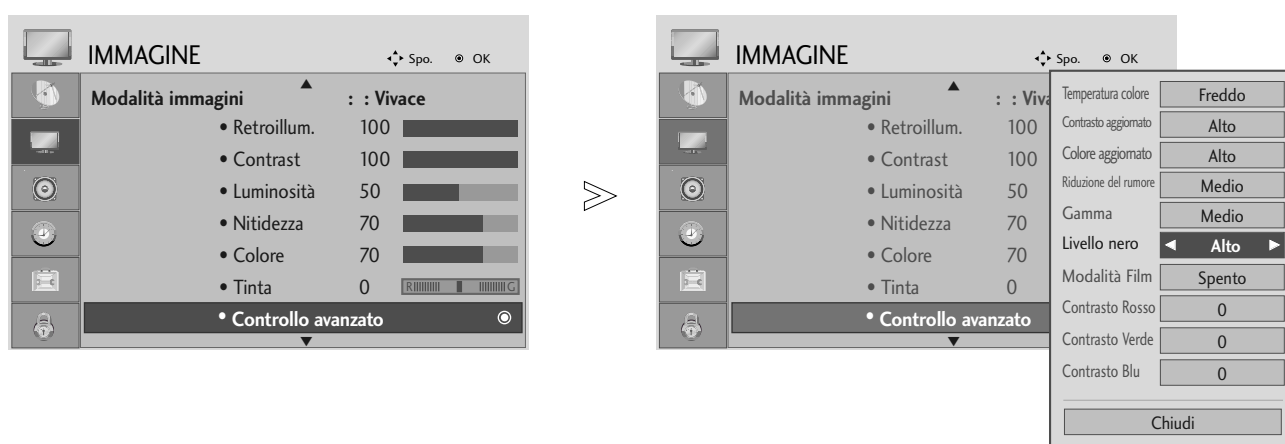 IMMAGINE
Spo. OK
Modalità immagini : : Vivace
• Retroillum. 100
• Contrast 100
• Luminosità 50
• Nitidezza 70
• Colore 70
• Tinta 0 R G
• Controllo avanzato
IMMAGINE
Spo. OK
Modalità immagini : : Viva
• Retroillum. 100
• Contrast 100
• Luminosità 50
• Nitidezza 70
• Colore 70
• Tinta 0
• Controllo avanzato
Temperatura colore Freddo
Contrasto aggiornato Alto
Colore aggiornato Alto
Riduzione del rumore Medio
Gamma Medio
Livello nero Alto
Modalità Film Spento
Contrasto Rosso 0
Contrasto Verde 0
Contrasto Blu 0
Chiudi